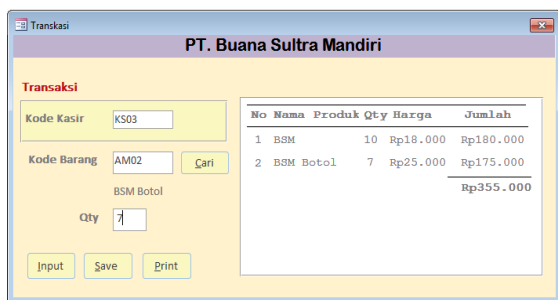 Transkasi
PT. Buana Sultra Mandiri
Transaksi
Kode Kasir KS03
Kode Barang AM02 Cari
BSM Botol
Qty 7
Input Save Print
No Nama Produk Qty Harga Jumlah
1 BSM 10 Rp18.000 Rp180.000
2 BSM Botol 7 Rp25.000 Rp175.000
Rp355.000